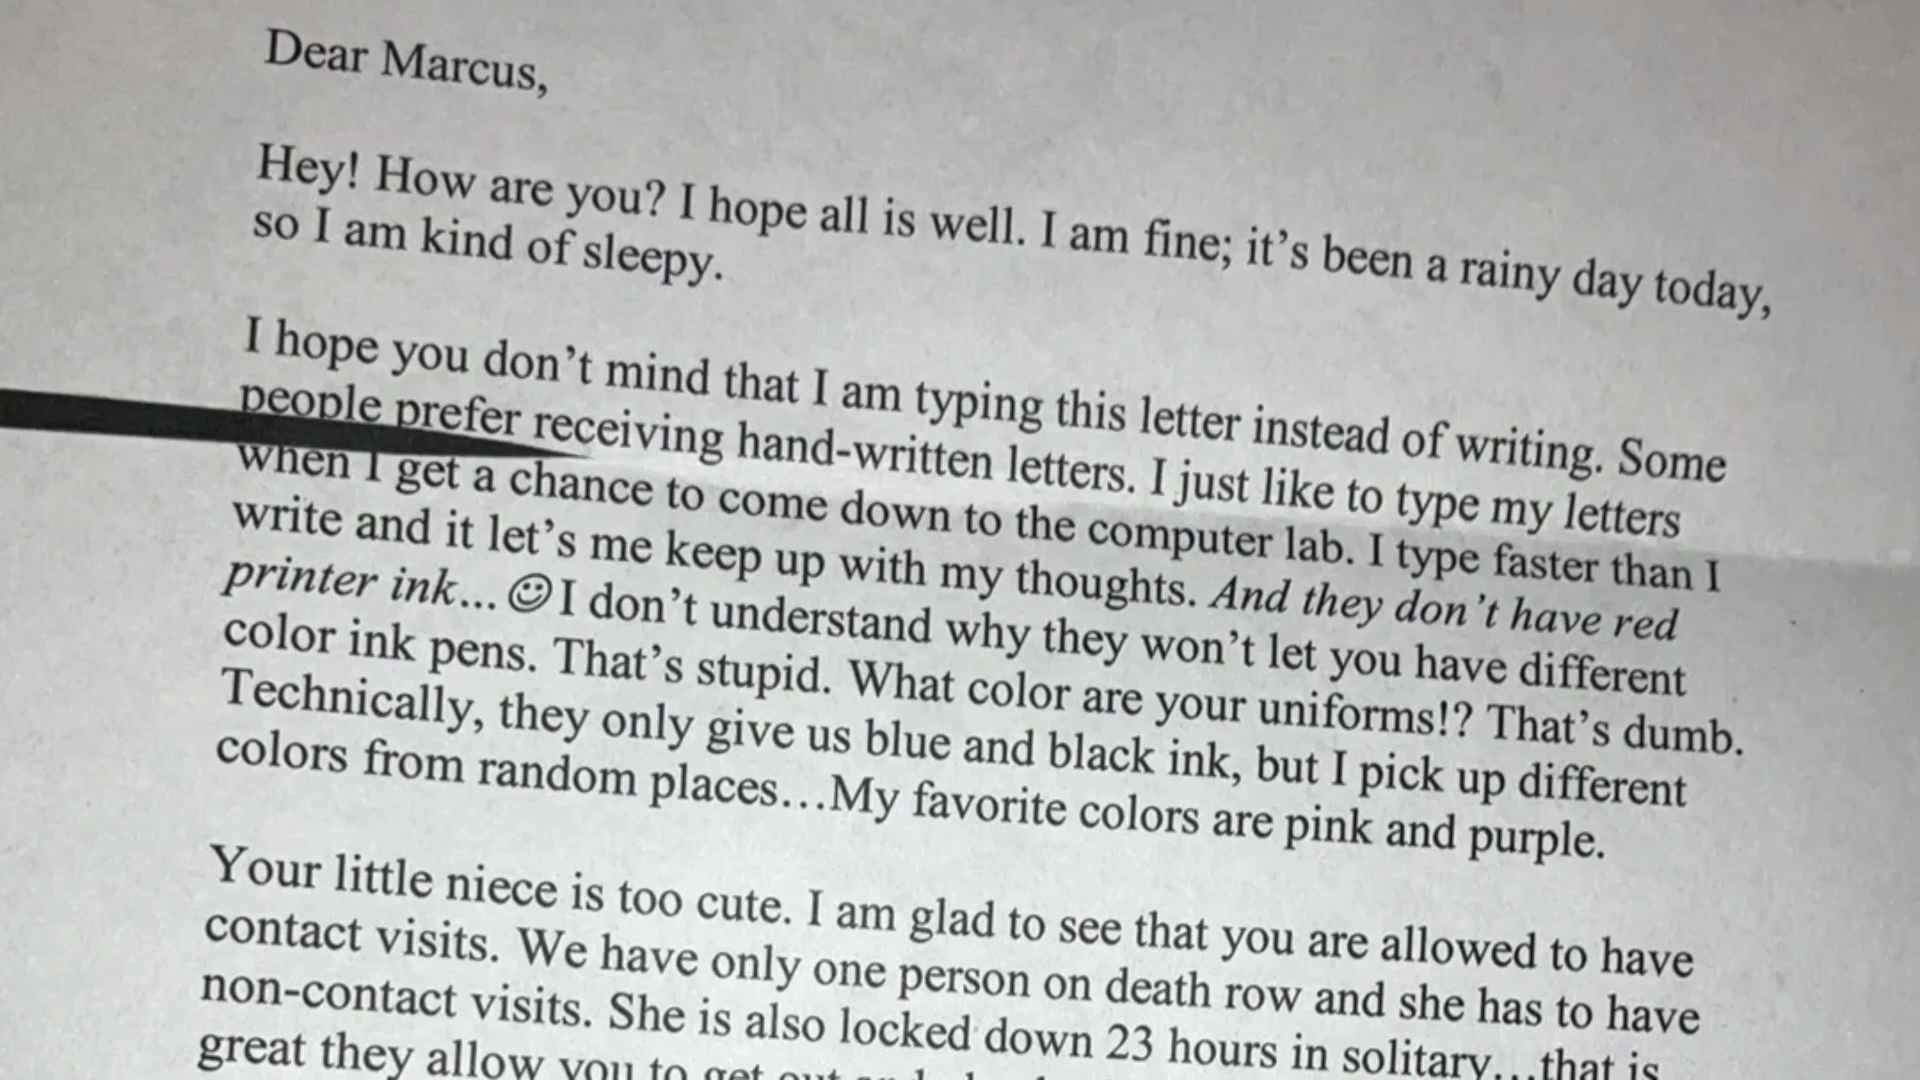 Dear Marcus,
Hey! How are you? I hope all is well. I am fine; it's been a rainy day today,
so I am kind of sleepy.
I hope you don't mind that I am typing this letter instead of writing. Some
people prefer receiving hand-written letters. I just like to type my letters
when I get a chance to come down to the computer lab. I type faster than I
write and it let's me keep up with my thoughts. And they don't have red
printer ink... ☺ I don't understand why they won't let you have different
color ink pens. That's stupid. What color are your uniforms!? That's dumb.
Technically, they only give us blue and black ink, but I pick up different
colors from random places...My favorite colors are pink and purple.
Your little niece is too cute. I am glad to see that you are allowed to have
contact visits. We have only one person on death row and she has to have
non-contact visits. She is also locked down 23 hours in solitary...that is
great they allow you to get out